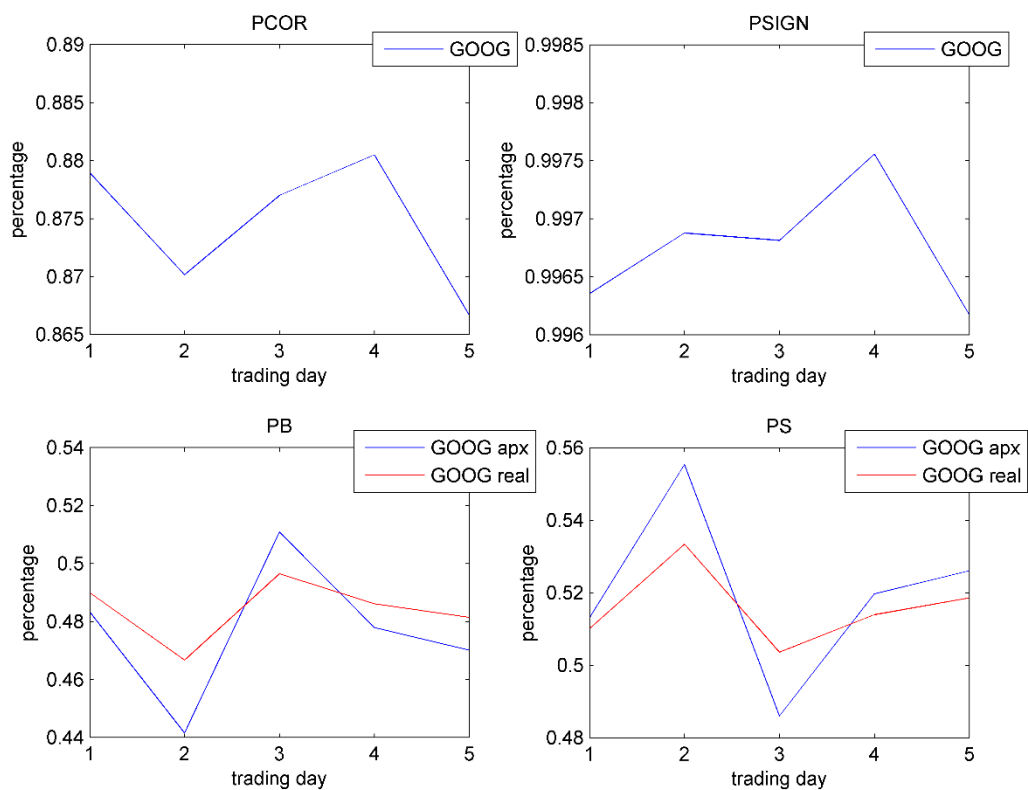 PCOR
GOOG
0.89
0.885
0.88
0.875
0.87
0.865
percentage
1 2 3 4 5
trading day
PSIGN
GOOG
0.9985
0.998
0.9975
0.997
0.9965
0.996
percentage
1 2 3 4 5
trading day
PB
GOOG apx
GOOG real
0.54
0.52
0.5
0.48
0.46
0.44
percentage
1 2 3 4 5
trading day
PS
GOOG apx
GOOG real
0.56
0.54
0.52
0.5
0.48
percentage
1 2 3 4 5
trading day